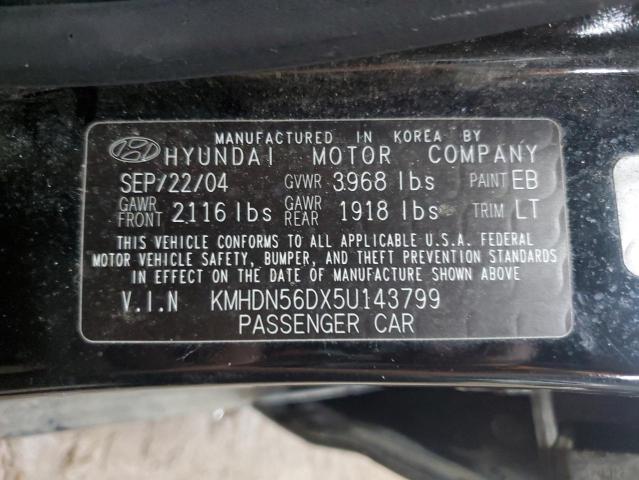 MANUFACTURED IN KOREA BY
HYUNDAI MOTOR COMPANY
SEP/22/04 GVWR 3968 lbs PAINT EB
GAWR FRONT 2116 lbs GAWR REAR 1918 lbs TRIM LT
THIS VEHICLE CONFORMS TO ALL APPLICABLE U.S.A. FEDERAL
MOTOR VEHICLE SAFETY, BUMPER, AND THEFT PREVENTION STANDARDS
IN EFFECT ON THE DATE OF MANUFACTURE SHOWN ABOVE
V.I.N KMHDN56DX5U143799
PASSENGER CAR